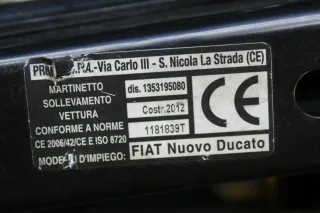 -Via Carlo III - S. Nicola La Strada (CE)
MARTINETTO
SOLLEVAMENTO
VETTURA
dis. 1353195080
Costr.2012
CONFORME A NORME
CE 2006/42/CE E ISO 8720
1181839T
CE
MODE D'IMPIEGO:
FIAT Nuovo Ducato